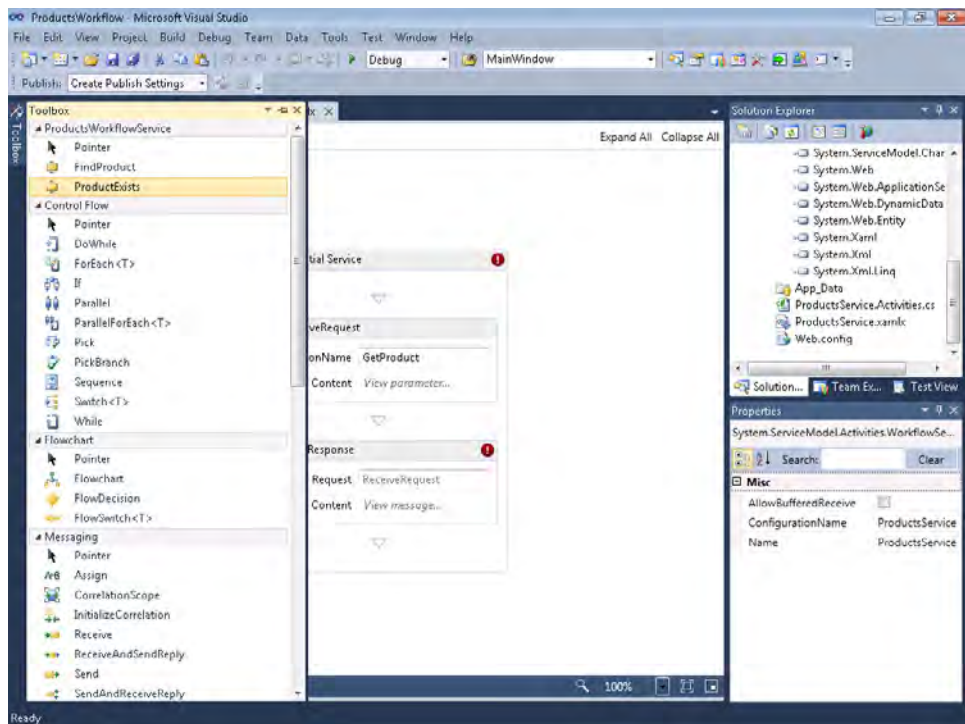 ProductsWorkflow - Microsoft Visual Studio
File Edit View Project Build Debug Team Data Tools Test Window Help
Debug MainWindow
Publish: Create Publish Settings
Toolbox
Toolbox
ProductsWorkflowService
Pointer
FindProduct
ProductExists
Control Flow
Pointer
DoWhile
ForEach<T>
If
Parallel
ParallelForEach<T>
Pick
PickBranch
Sequence
Switch<T>
While
Flowchart
Pointer
Flowchart
FlowDecision
FlowSwitch<T>
Messaging
Pointer
Assign
CorrelationScope
InitializeCorrelation
Receive
ReceiveAndSendReply
Send
SendAndReceiveReply
lx
Expand All Collapse All
tial Service
veRequest
onName GetProduct
Content View parameter...
Response
Request ReceiveRequest
Content View message...
100%
Solution Explorer
System.ServiceModel.Char
System.Web
System.Web.ApplicationSe
System.Web.DynamicData
System.Web.Entity
System.Xaml
System.Xml
System.Xml.Linq
App_Data
ProductsService.Activities.cs
ProductsService.xamlx
Web.config
Solution... Team Ex... Test View
Properties
System.ServiceModel.Activities.WorkflowSe...
Search: Clear
Misc
AllowBufferedReceive
ConfigurationName ProductsService
Name ProductsService
Ready